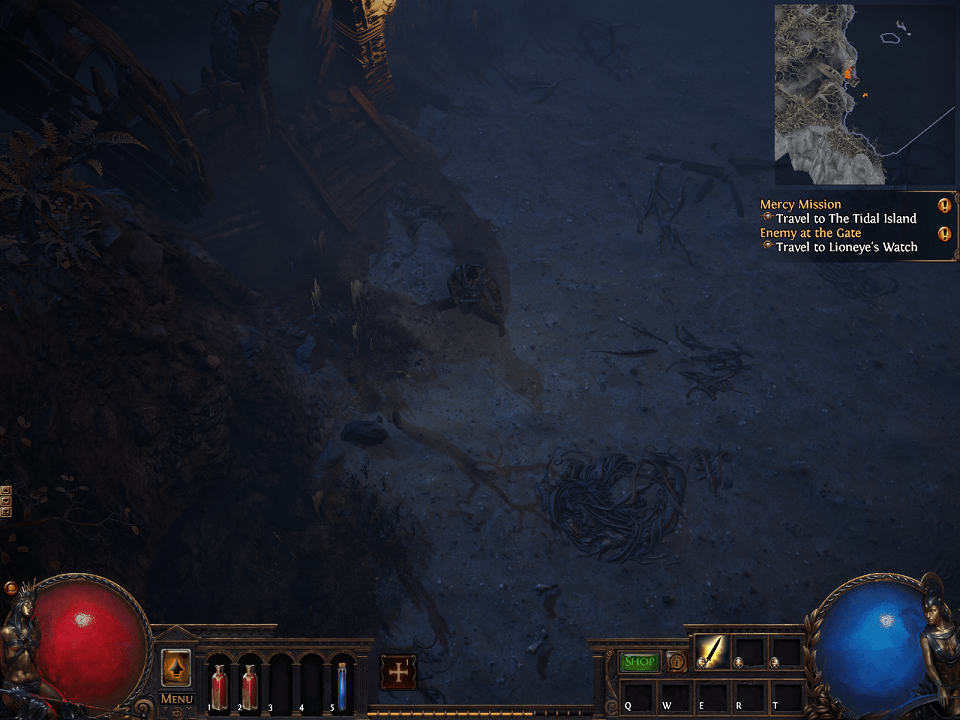 Mercy Mission
Travel to The Tidal Island
Enemy at the Gate
Travel to Lioneye's Watch
SHOP
MENU
1 2 3 4 5
Q W E R T